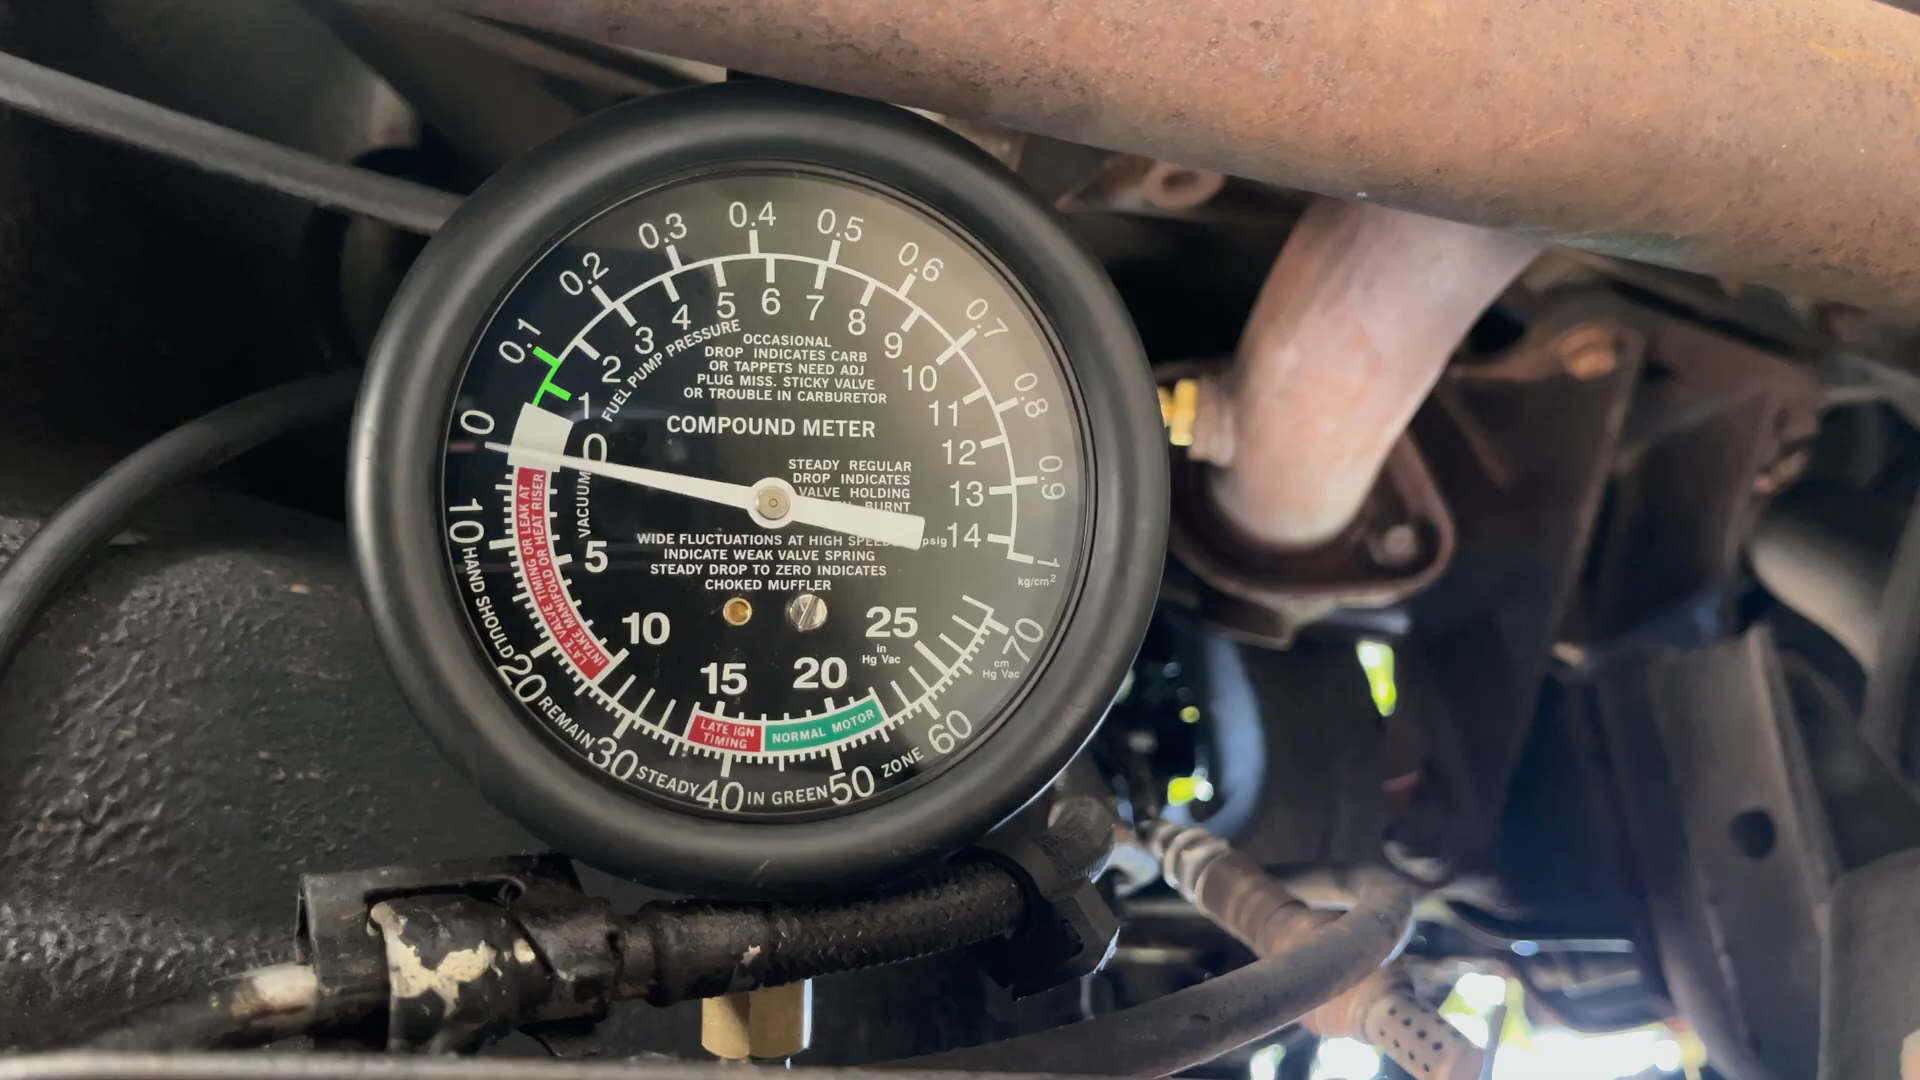 0 0.1 0.2 0.3 0.4 0.5 0.6 0.7 0.8 0.9 1
kg/cm²
0 1 2 3 4 5 6 7 8 9 10 11 12 13 14
psig
FUEL PUMP PRESSURE
OCCASIONAL
DROP INDICATES CARB
OR TAPPETS NEED ADJ
PLUG MISS. STICKY VALVE
OR TROUBLE IN CARBURETOR
COMPOUND METER
STEADY REGULAR
DROP INDICATES
VALVE HOLDING
BURNT
WIDE FLUCTUATIONS AT HIGH SPEED
INDICATE WEAK VALVE SPRING
STEADY DROP TO ZERO INDICATES
CHOKED MUFFLER
VACUUM
5 10 15 20 25
in
Hg Vac
LATE VALVE TIMING OR LEAK AT
INTAKE MANIFOLD OR HEAT RISER
LATE IGN
TIMING
NORMAL MOTOR
10 20 30 40 50 60 70
cm
Hg Vac
HAND SHOULD REMAIN STEADY IN GREEN ZONE